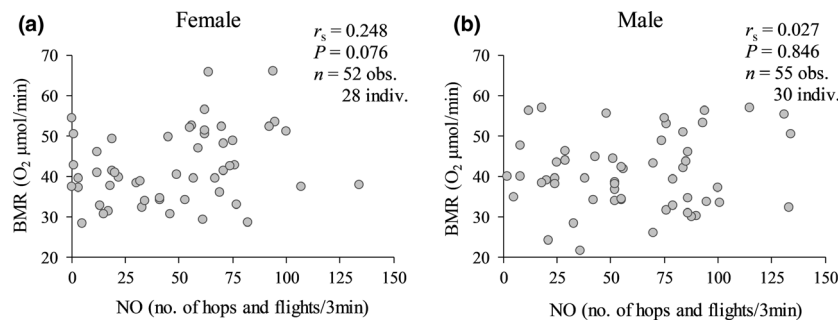 (a)
Female
r_s = 0.248
P = 0.076
n = 52 obs.
28 indiv.
BMR (O₂ µmol/min)
70
60
50
40
30
20
0 25 50 75 100 125 150
NO (no. of hops and flights/3min)
(b)
Male
r_s = 0.027
P = 0.846
n = 55 obs.
30 indiv.
BMR (O₂ µmol/min)
70
60
50
40
30
20
0 25 50 75 100 125 150
NO (no. of hops and flights/3min)